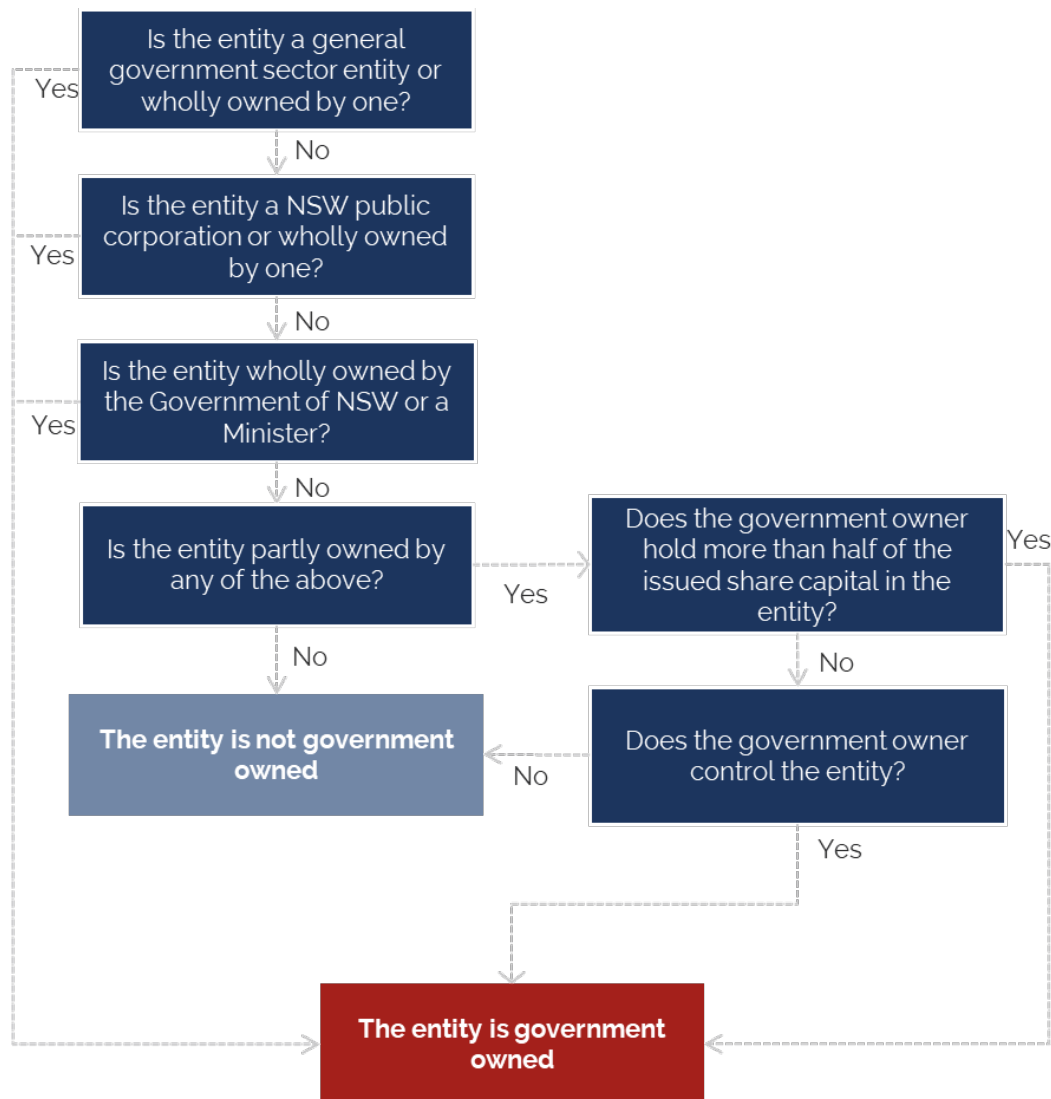 Is the entity a general
government sector entity or
wholly owned by one?
Yes
No
Is the entity a NSW public
corporation or wholly owned
by one?
Yes
No
Is the entity wholly owned by
the Government of NSW or a
Minister?
Yes
No
Is the entity partly owned by
any of the above?
Yes
No
Does the government owner
hold more than half of the
issued share capital in the
entity?
Yes
No
The entity is not government
owned
No
Does the government owner
control the entity?
Yes
The entity is government
owned